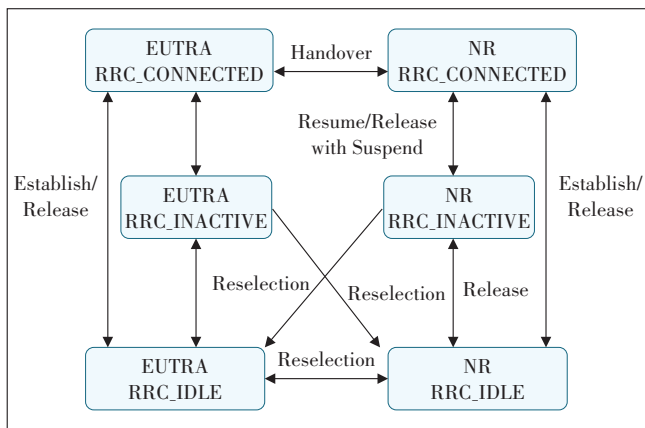 EUTRA
RRC_CONNECTED
Handover
NR
RRC_CONNECTED
Resume/Release
with Suspend
Establish/
Release
EUTRA
RRC_INACTIVE
NR
RRC_INACTIVE
Establish/
Release
Reselection
Reselection
Release
EUTRA
RRC_IDLE
Reselection
NR
RRC_IDLE